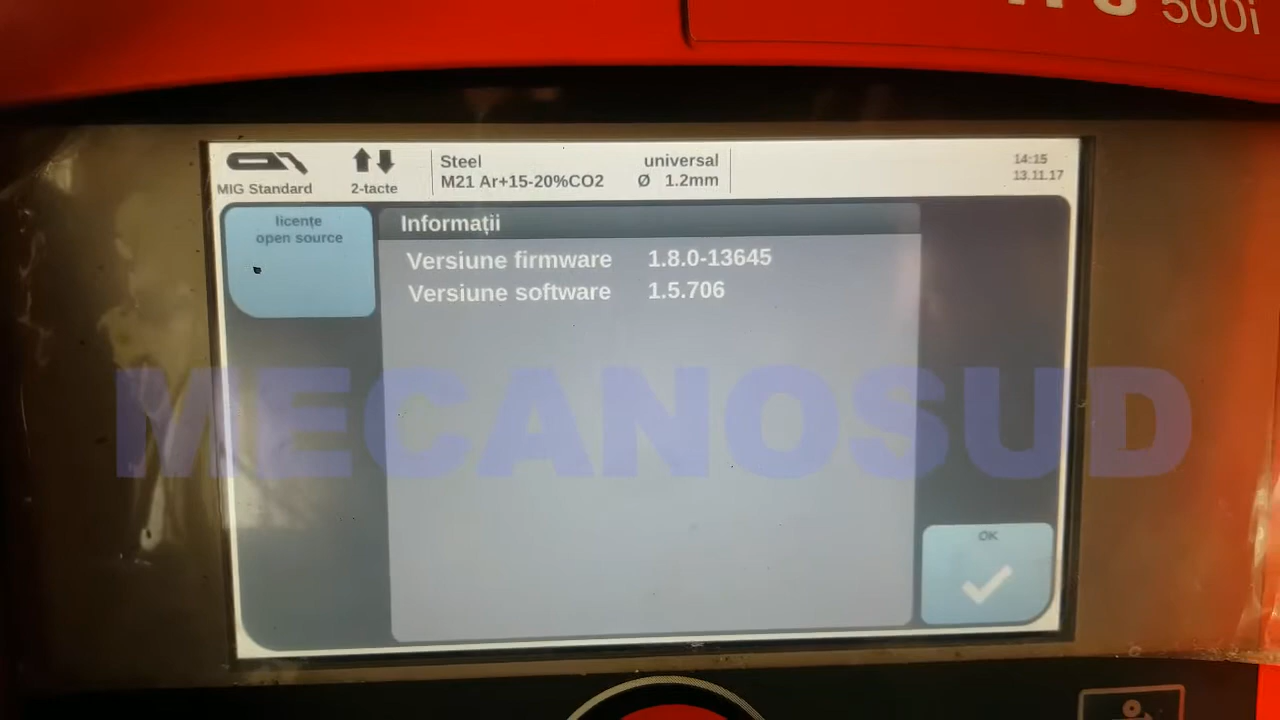 500i
MIG Standard
2-tacte
Steel
universal
M21 Ar+15-20%CO2
Ø 1.2mm
14:15
13.11.17
licențe
open source
Informații
Versiune firmware 1.8.0-13645
Versiune software 1.5.706
MECANOSUD
OK